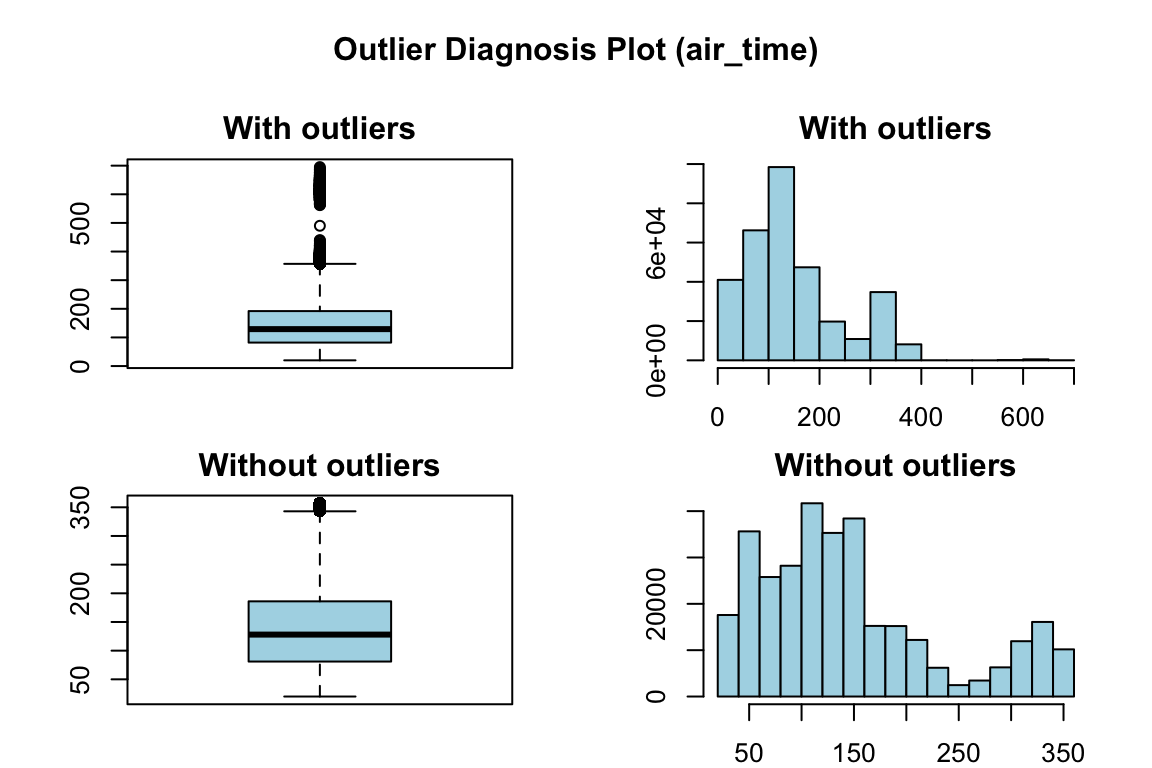 Outlier Diagnosis Plot (air_time)
With outliers
500
200
0
With outliers
6e+04
0e+00
0 200 400 600
Without outliers
350
200
50
Without outliers
20000
0
50 150 250 350